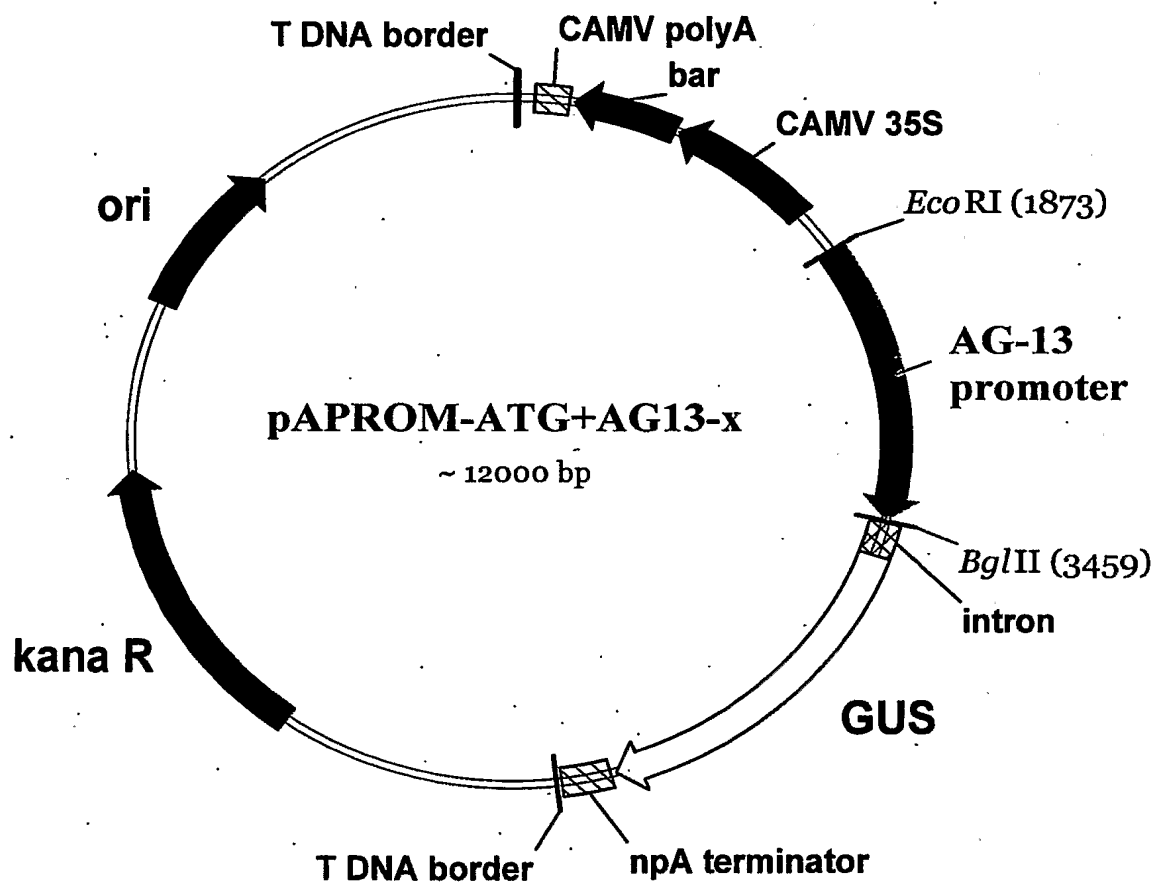 T DNA border
CAMV polyA
bar
CAMV 35S
EcoRI (1873)
ori
AG-13
promoter
pAPROM-ATG+AG13-x
~ 12000 bp
BglII (3459)
intron
kana R
GUS
T DNA border
npA terminator